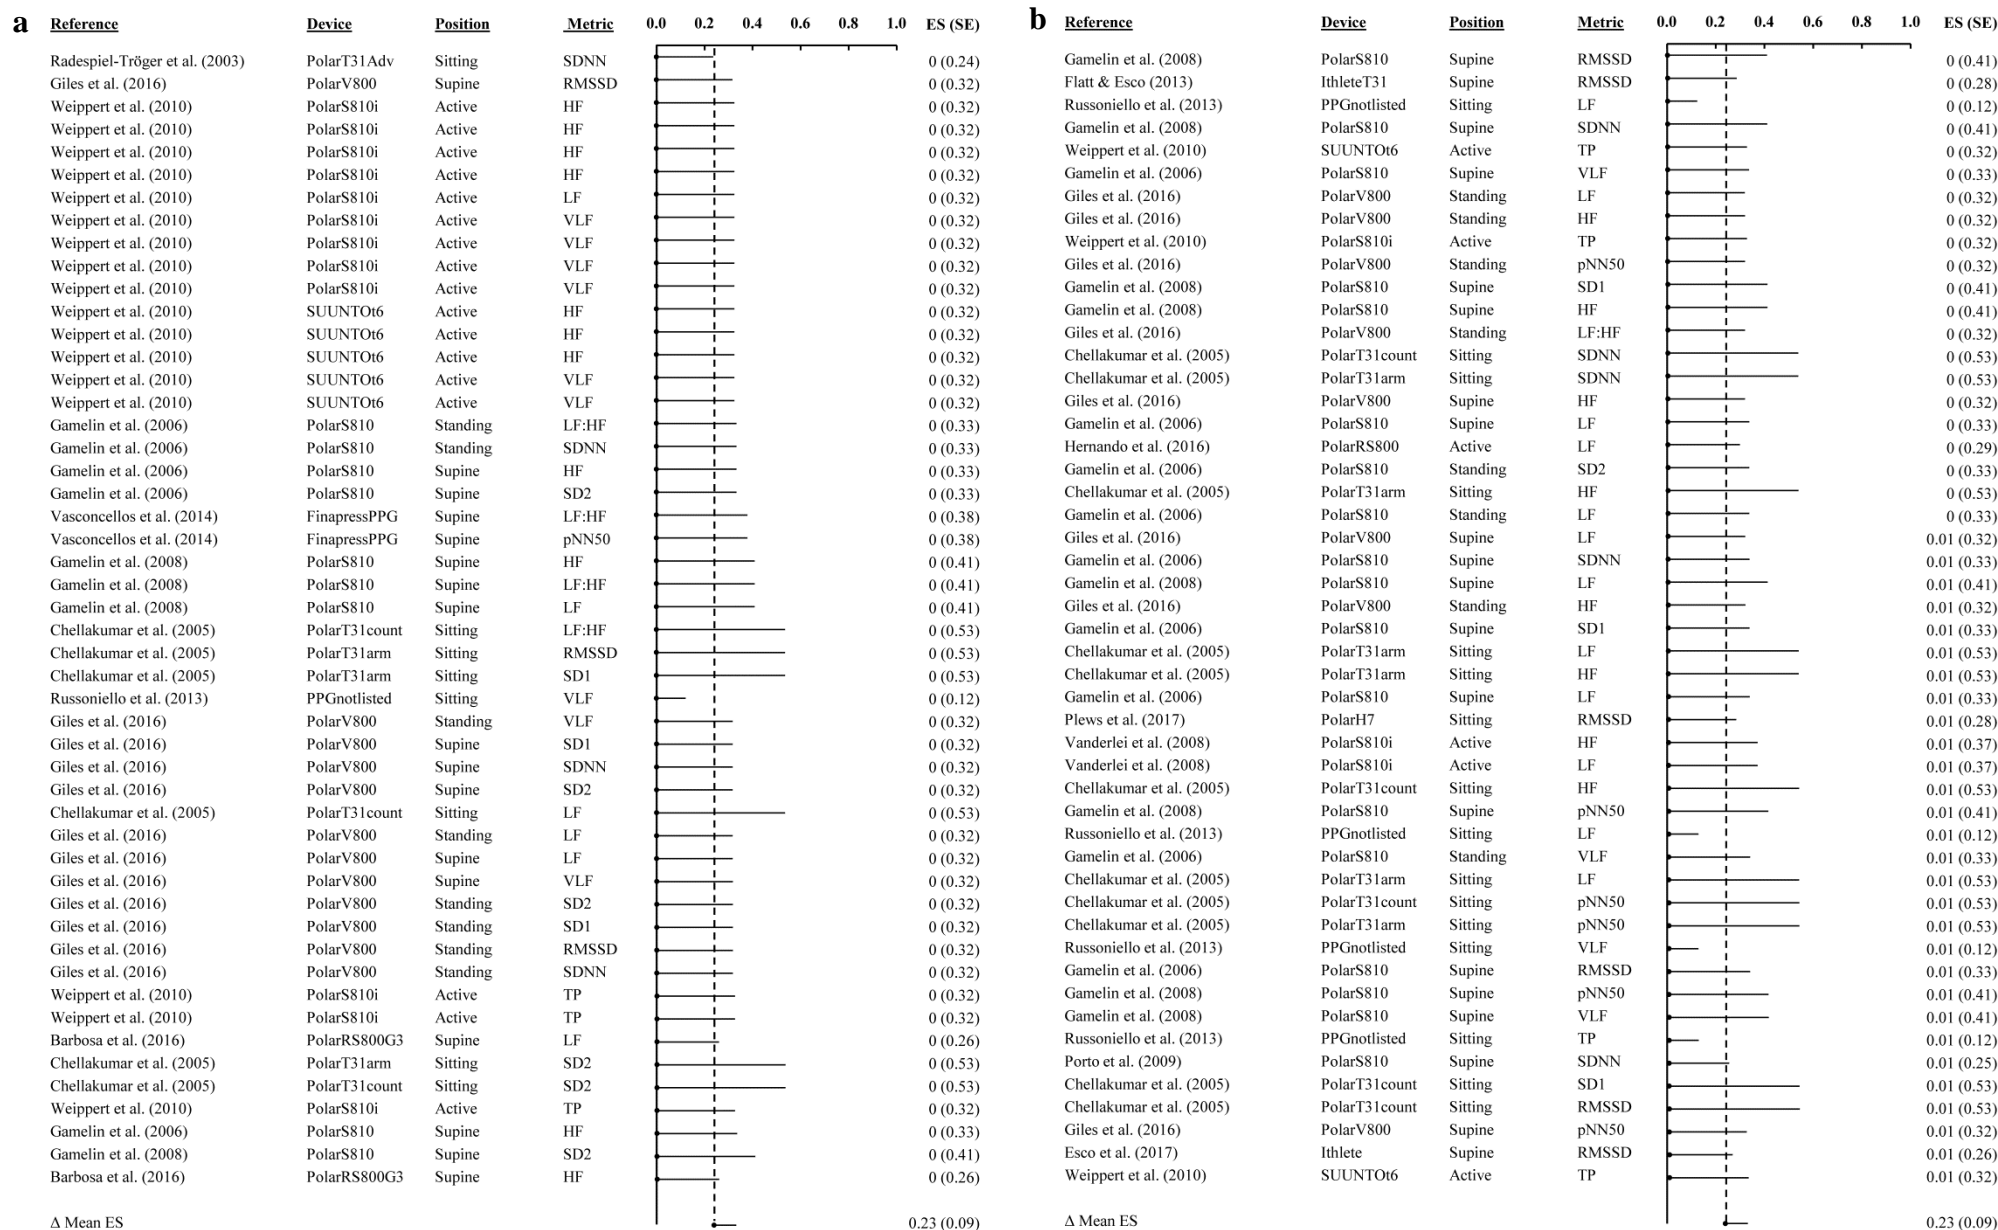 a
Reference Device Position Metric 0.0 0.2 0.4 0.6 0.8 1.0 ES (SE)
Radespiel-Tröger et al. (2003) PolarT31Adv Sitting SDNN 0 (0.24)
Giles et al. (2016) PolarV800 Supine RMSSD 0 (0.32)
Weippert et al. (2010) PolarS810i Active HF 0 (0.32)
Weippert et al. (2010) PolarS810i Active HF 0 (0.32)
Weippert et al. (2010) PolarS810i Active HF 0 (0.32)
Weippert et al. (2010) PolarS810i Active HF 0 (0.32)
Weippert et al. (2010) PolarS810i Active LF 0 (0.32)
Weippert et al. (2010) PolarS810i Active VLF 0 (0.32)
Weippert et al. (2010) PolarS810i Active VLF 0 (0.32)
Weippert et al. (2010) PolarS810i Active VLF 0 (0.32)
Weippert et al. (2010) PolarS810i Active VLF 0 (0.32)
Weippert et al. (2010) SUUNTOt6 Active HF 0 (0.32)
Weippert et al. (2010) SUUNTOt6 Active HF 0 (0.32)
Weippert et al. (2010) SUUNTOt6 Active HF 0 (0.32)
Weippert et al. (2010) SUUNTOt6 Active VLF 0 (0.32)
Weippert et al. (2010) SUUNTOt6 Active VLF 0 (0.32)
Gamelin et al. (2006) PolarS810 Standing LF:HF 0 (0.33)
Gamelin et al. (2006) PolarS810 Standing SDNN 0 (0.33)
Gamelin et al. (2006) PolarS810 Supine HF 0 (0.33)
Gamelin et al. (2006) PolarS810 Supine SD2 0 (0.33)
Vasconcellos et al. (2014) FinapressPPG Supine LF:HF 0 (0.38)
Vasconcellos et al. (2014) FinapressPPG Supine pNN50 0 (0.38)
Gamelin et al. (2008) PolarS810 Supine HF 0 (0.41)
Gamelin et al. (2008) PolarS810 Supine LF:HF 0 (0.41)
Gamelin et al. (2008) PolarS810 Supine LF 0 (0.41)
Chellakumar et al. (2005) PolarT31count Sitting LF:HF 0 (0.53)
Chellakumar et al. (2005) PolarT31arm Sitting RMSSD 0 (0.53)
Chellakumar et al. (2005) PolarT31arm Sitting SD1 0 (0.53)
Russoniello et al. (2013) PPGnotlisted Sitting VLF 0 (0.12)
Giles et al. (2016) PolarV800 Standing VLF 0 (0.32)
Giles et al. (2016) PolarV800 Supine SD1 0 (0.32)
Giles et al. (2016) PolarV800 Supine SDNN 0 (0.32)
Giles et al. (2016) PolarV800 Supine SD2 0 (0.32)
Chellakumar et al. (2005) PolarT31count Sitting LF 0 (0.53)
Giles et al. (2016) PolarV800 Standing LF 0 (0.32)
Giles et al. (2016) PolarV800 Supine LF 0 (0.32)
Giles et al. (2016) PolarV800 Supine VLF 0 (0.32)
Giles et al. (2016) PolarV800 Standing SD2 0 (0.32)
Giles et al. (2016) PolarV800 Standing SD1 0 (0.32)
Giles et al. (2016) PolarV800 Standing RMSSD 0 (0.32)
Giles et al. (2016) PolarV800 Standing SDNN 0 (0.32)
Weippert et al. (2010) PolarS810i Active TP 0 (0.32)
Weippert et al. (2010) PolarS810i Active TP 0 (0.32)
Barbosa et al. (2016) PolarRS800G3 Supine LF 0 (0.26)
Chellakumar et al. (2005) PolarT31arm Sitting SD2 0 (0.53)
Chellakumar et al. (2005) PolarT31count Sitting SD2 0 (0.53)
Weippert et al. (2010) PolarS810i Active TP 0 (0.32)
Gamelin et al. (2006) PolarS810 Supine HF 0 (0.33)
Gamelin et al. (2008) PolarS810 Supine SD2 0 (0.41)
Barbosa et al. (2016) PolarRS800G3 Supine HF 0 (0.26)
Δ Mean ES 0.23 (0.09)
b
Reference Device Position Metric 0.0 0.2 0.4 0.6 0.8 1.0 ES (SE)
Gamelin et al. (2008) PolarS810 Supine RMSSD 0 (0.41)
Flatt & Esco (2013) IthleteT31 Supine RMSSD 0 (0.28)
Russoniello et al. (2013) PPGnotlisted Sitting LF 0 (0.12)
Gamelin et al. (2008) PolarS810 Supine SDNN 0 (0.41)
Weippert et al. (2010) SUUNTOt6 Active TP 0 (0.32)
Gamelin et al. (2006) PolarS810 Supine VLF 0 (0.33)
Giles et al. (2016) PolarV800 Standing LF 0 (0.32)
Giles et al. (2016) PolarV800 Standing HF 0 (0.32)
Weippert et al. (2010) PolarS810i Active TP 0 (0.32)
Giles et al. (2016) PolarV800 Standing pNN50 0 (0.32)
Gamelin et al. (2008) PolarS810 Supine SD1 0 (0.41)
Gamelin et al. (2008) PolarS810 Supine HF 0 (0.41)
Giles et al. (2016) PolarV800 Standing LF:HF 0 (0.32)
Chellakumar et al. (2005) PolarT31count Sitting SDNN 0 (0.53)
Chellakumar et al. (2005) PolarT31arm Sitting SDNN 0 (0.53)
Giles et al. (2016) PolarV800 Supine HF 0 (0.32)
Gamelin et al. (2006) PolarS810 Supine LF 0 (0.33)
Hernando et al. (2016) PolarRS800 Active LF 0 (0.29)
Gamelin et al. (2006) PolarS810 Standing SD2 0 (0.33)
Chellakumar et al. (2005) PolarT31arm Sitting HF 0 (0.53)
Gamelin et al. (2006) PolarS810 Standing LF 0 (0.33)
Giles et al. (2016) PolarV800 Supine LF 0.01 (0.32)
Gamelin et al. (2006) PolarS810 Supine SDNN 0.01 (0.33)
Gamelin et al. (2008) PolarS810 Supine LF 0.01 (0.41)
Giles et al. (2016) PolarV800 Standing HF 0.01 (0.32)
Gamelin et al. (2006) PolarS810 Supine SD1 0.01 (0.33)
Chellakumar et al. (2005) PolarT31arm Sitting LF 0.01 (0.53)
Chellakumar et al. (2005) PolarT31arm Sitting HF 0.01 (0.53)
Gamelin et al. (2006) PolarS810 Supine LF 0.01 (0.33)
Plews et al. (2017) PolarH7 Sitting RMSSD 0.01 (0.28)
Vanderlei et al. (2008) PolarS810i Active HF 0.01 (0.37)
Vanderlei et al. (2008) PolarS810i Active LF 0.01 (0.37)
Chellakumar et al. (2005) PolarT31count Sitting HF 0.01 (0.53)
Gamelin et al. (2008) PolarS810 Supine pNN50 0.01 (0.41)
Russoniello et al. (2013) PPGnotlisted Sitting LF 0.01 (0.12)
Gamelin et al. (2006) PolarS810 Standing VLF 0.01 (0.33)
Chellakumar et al. (2005) PolarT31arm Sitting LF 0.01 (0.53)
Chellakumar et al. (2005) PolarT31count Sitting pNN50 0.01 (0.53)
Chellakumar et al. (2005) PolarT31arm Sitting pNN50 0.01 (0.53)
Russoniello et al. (2013) PPGnotlisted Sitting VLF 0.01 (0.12)
Gamelin et al. (2006) PolarS810 Supine RMSSD 0.01 (0.33)
Gamelin et al. (2008) PolarS810 Supine pNN50 0.01 (0.41)
Gamelin et al. (2008) PolarS810 Supine VLF 0.01 (0.41)
Russoniello et al. (2013) PPGnotlisted Sitting TP 0.01 (0.12)
Porto et al. (2009) PolarS810 Supine SDNN 0.01 (0.25)
Chellakumar et al. (2005) PolarT31count Sitting SD1 0.01 (0.53)
Chellakumar et al. (2005) PolarT31count Sitting RMSSD 0.01 (0.53)
Giles et al. (2016) PolarV800 Supine pNN50 0.01 (0.32)
Esco et al. (2017) Ithlete Supine RMSSD 0.01 (0.26)
Weippert et al. (2010) SUUNTOt6 Active TP 0.01 (0.32)
Δ Mean ES 0.23 (0.09)